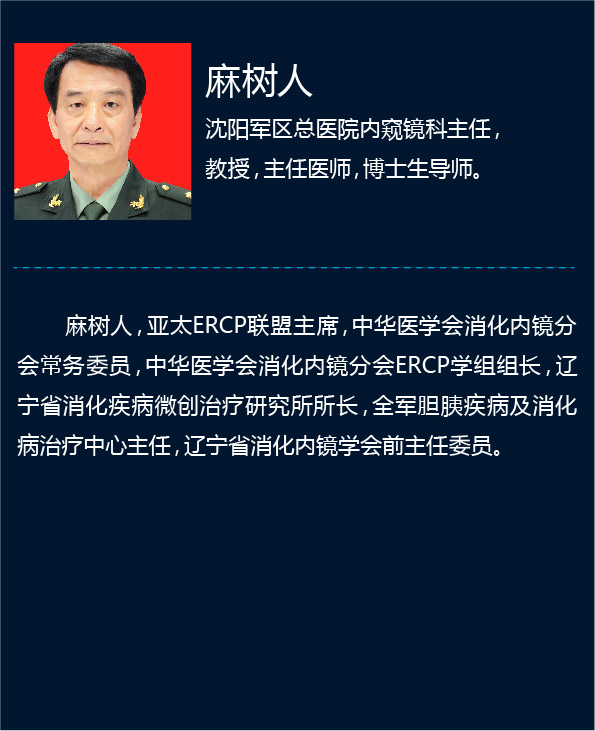 麻树人
沈阳军区总医院内窥镜科主任，
教授，主任医师，博士生导师。
麻树人，亚太ERCP联盟主席，中华医学会消化内镜分
会常务委员，中华医学会消化内镜分会ERCP学组组长，辽
宁省消化疾病微创治疗研究所所长，全军胆胰疾病及消化
病治疗中心主任，辽宁省消化内镜学会前主任委员。